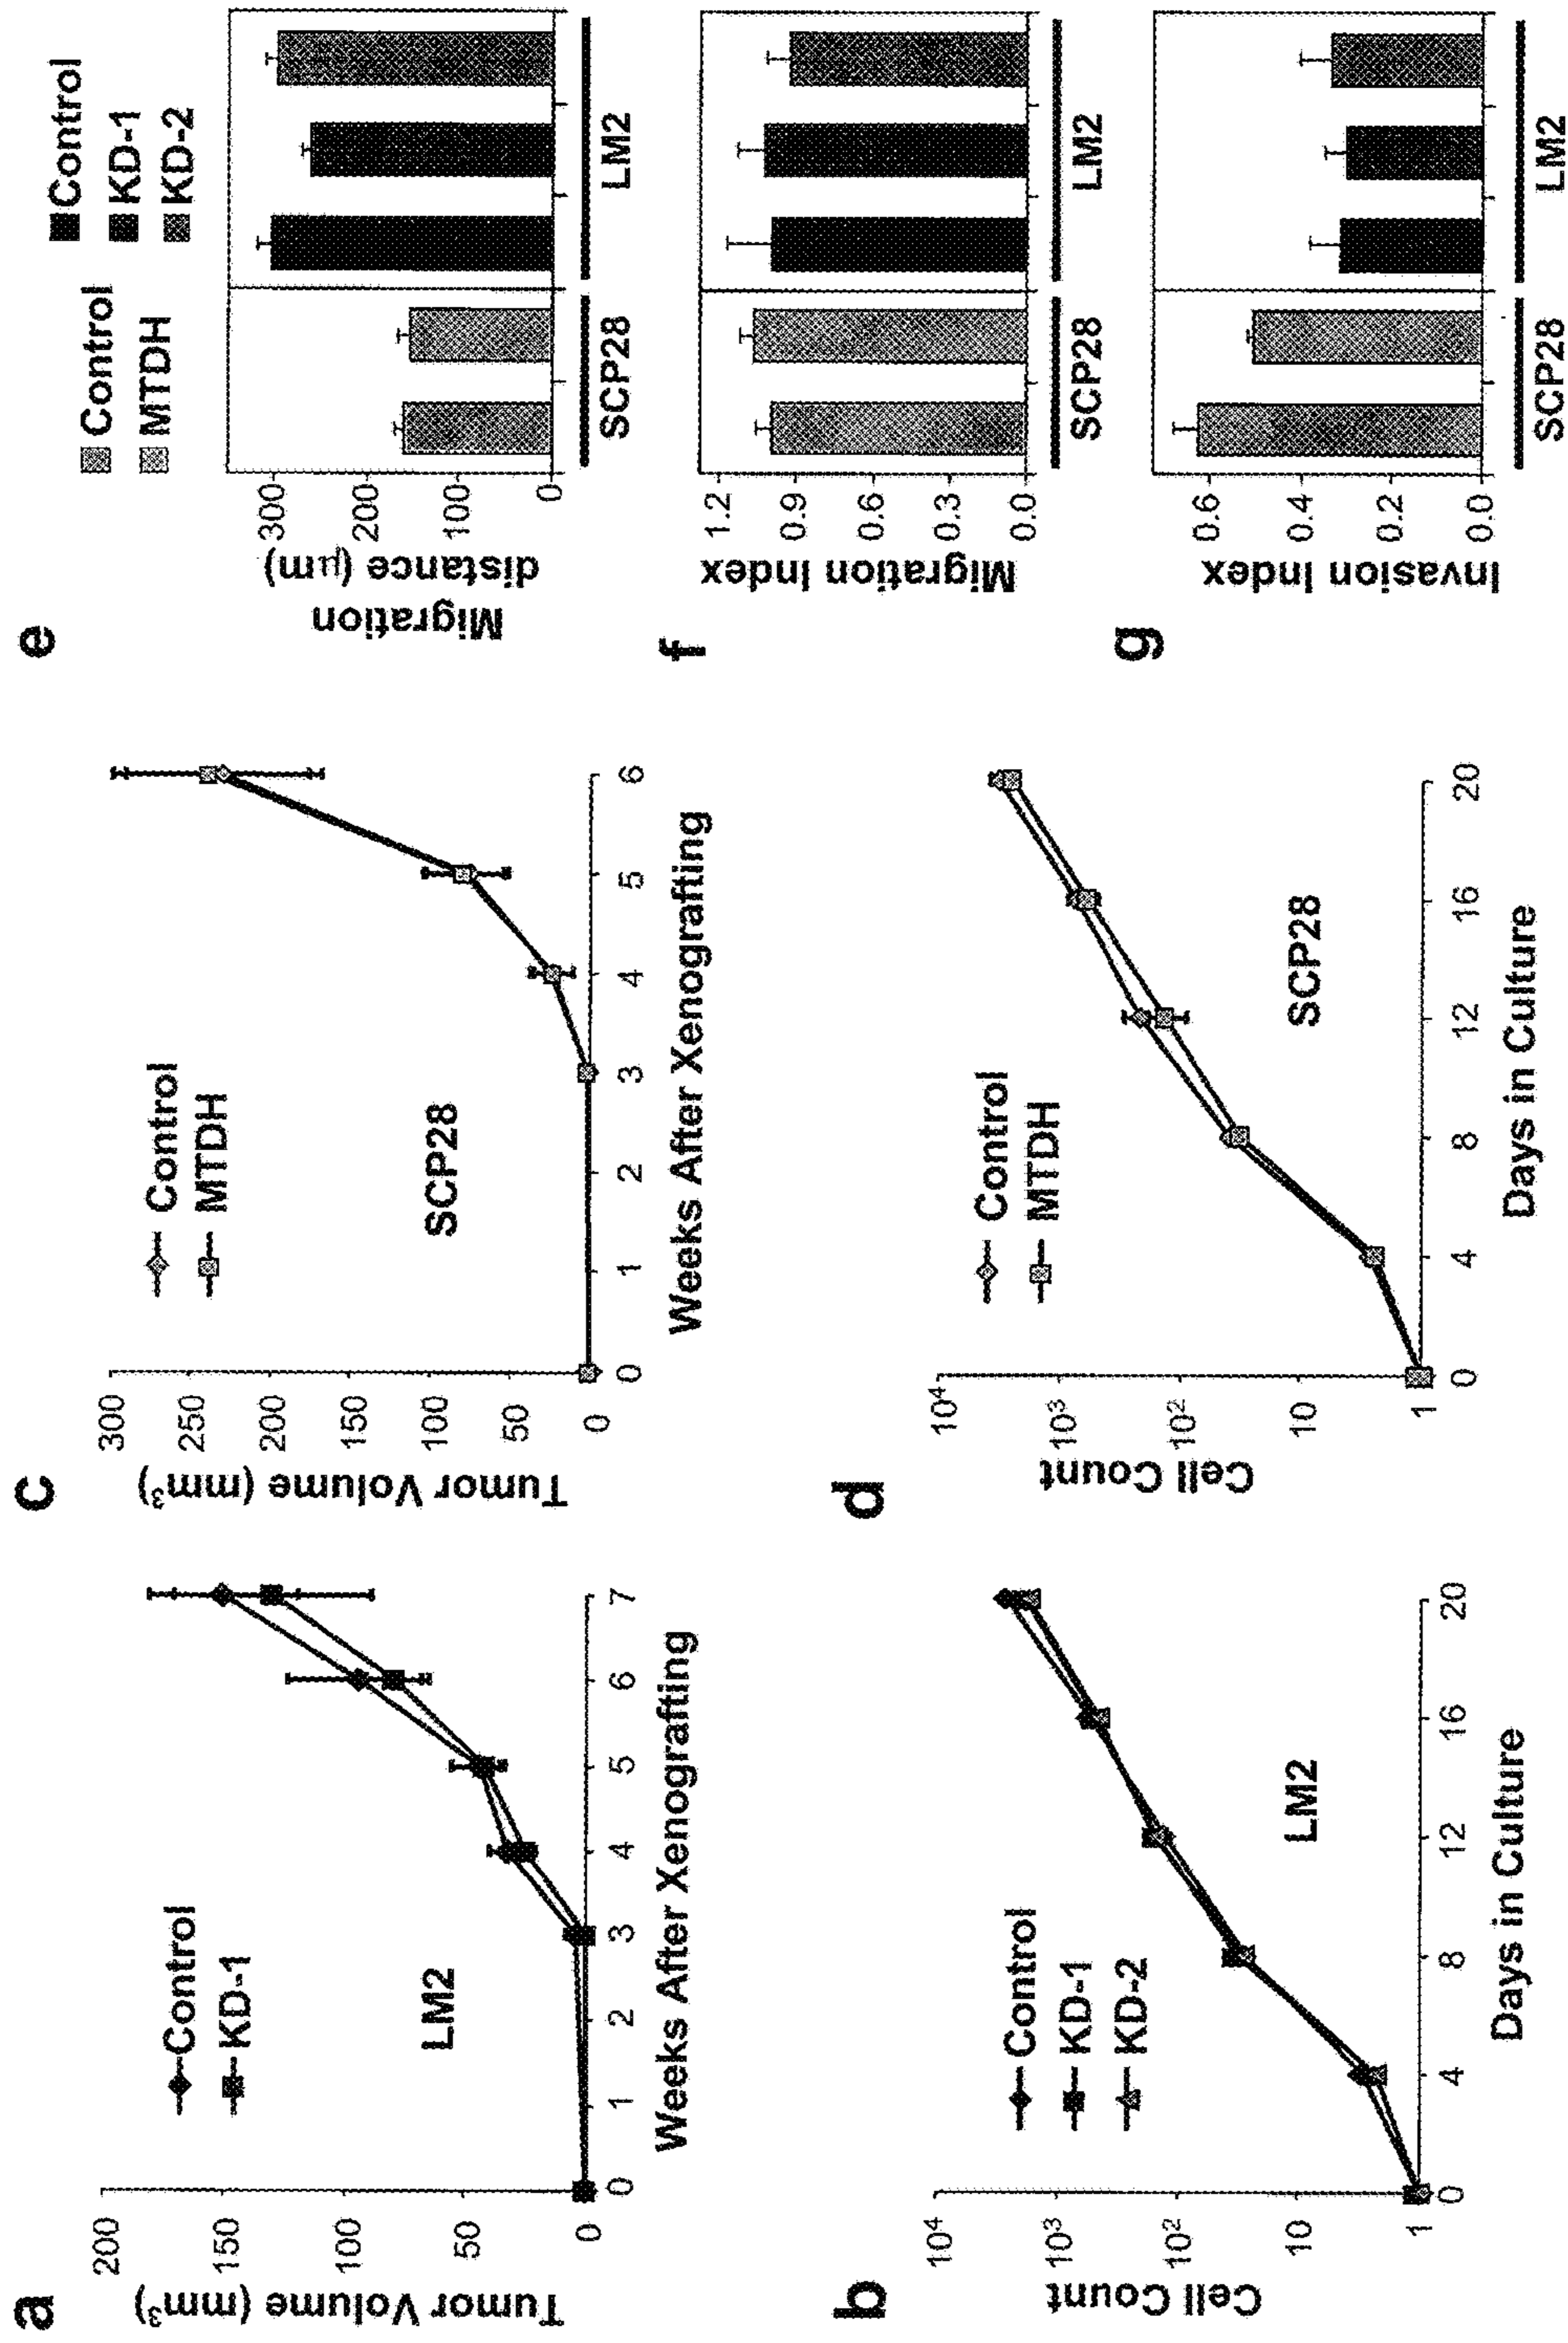 a
Tumor Volume (mm³)
200
150
100
50
0
Control
KD-1
LM2
0 1 2 3 4 5 6 7
Weeks After Xenografting
b
Cell Count
10⁴
10³
10²
10
1
Control
KD-1
KD-2
LM2
0 4 8 12 16 20
Days in Culture
c
Tumor Volume (mm³)
300
250
200
150
100
50
0
Control
MTDH
SCP28
0 1 2 3 4 5 6
Weeks After Xenografting
d
Cell Count
10⁴
10³
10²
10
1
Control
MTDH
SCP28
0 4 8 12 16 20
Days in Culture
e
Control
MTDH
Control
KD-1
KD-2
Migration
distance (μm)
300
200
100
0
SCP28 LM2
f
Migration Index
1.2
0.9
0.6
0.3
0.0
SCP28 LM2
g
Invasion Index
0.6
0.4
0.2
0.0
SCP28 LM2